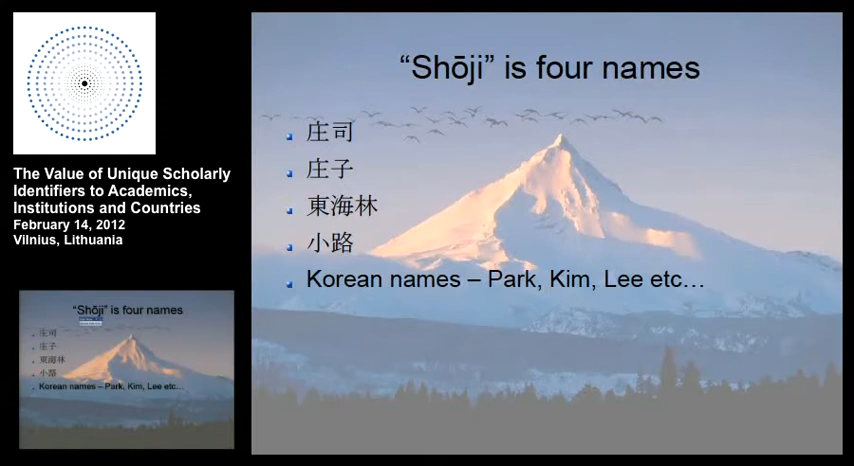 The Value of Unique Scholarly
Identifiers to Academics,
Institutions and Countries
February 14, 2012
Vilnius, Lithuania
“Shōji” is four names
庄司
庄子
東海林
小路
Korean names – Park, Kim, Lee etc…
“Shōji” is four names
庄司
庄子
東海林
小路
Korean names – Park, Kim, Lee etc…